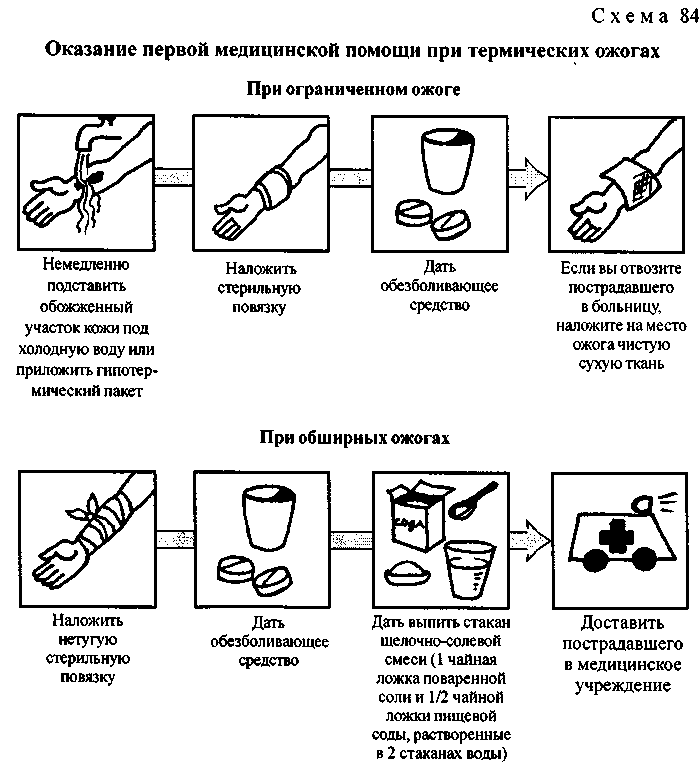 Схема 84
Оказание первой медицинской помощи при термических ожогах
При ограниченном ожоге
Немедленно
подставить
обожженный
участок кожи под
холодную воду или
приложить гипотер-
мический пакет
Наложить
стерильную
повязку
Дать
обезболивающее
средство
Если вы отвозите
пострадавшего
в больницу,
наложите на место
ожога чистую
сухую ткань
При обширных ожогах
СОДА
Наложить
нетугую
стерильную
повязку
Дать
обезболивающее
средство
Дать выпить стакан
щелочно-солевой
смеси (1 чайная
ложка поваренной
соли и 1/2 чайной
ложки пищевой
соды, растворенные
в 2 стаканах воды)
Доставить
пострадавшего
в медицинское
учреждение